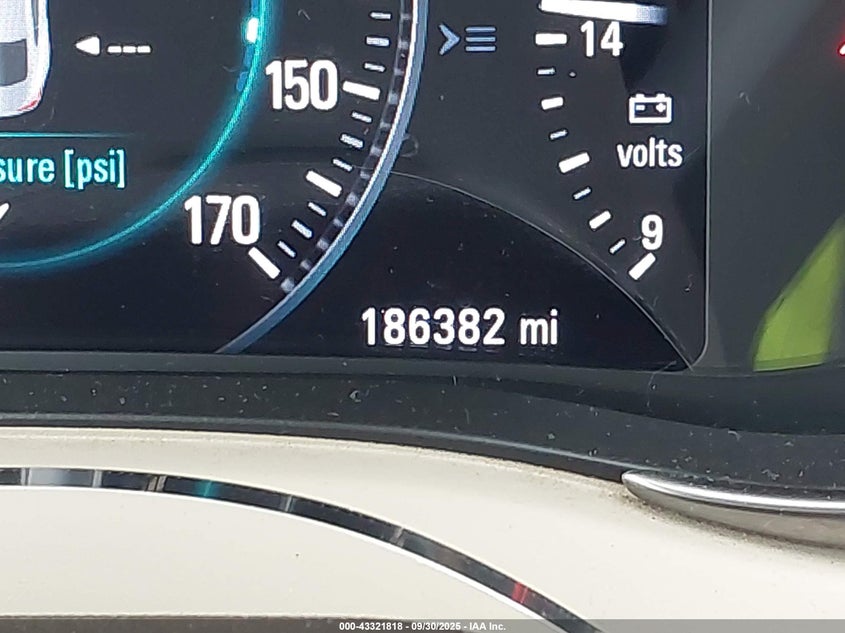 14
150
volts
sure [psi]
170
9
186382 mi
000-43321818 - 09/30/2025 - IAA Inc.